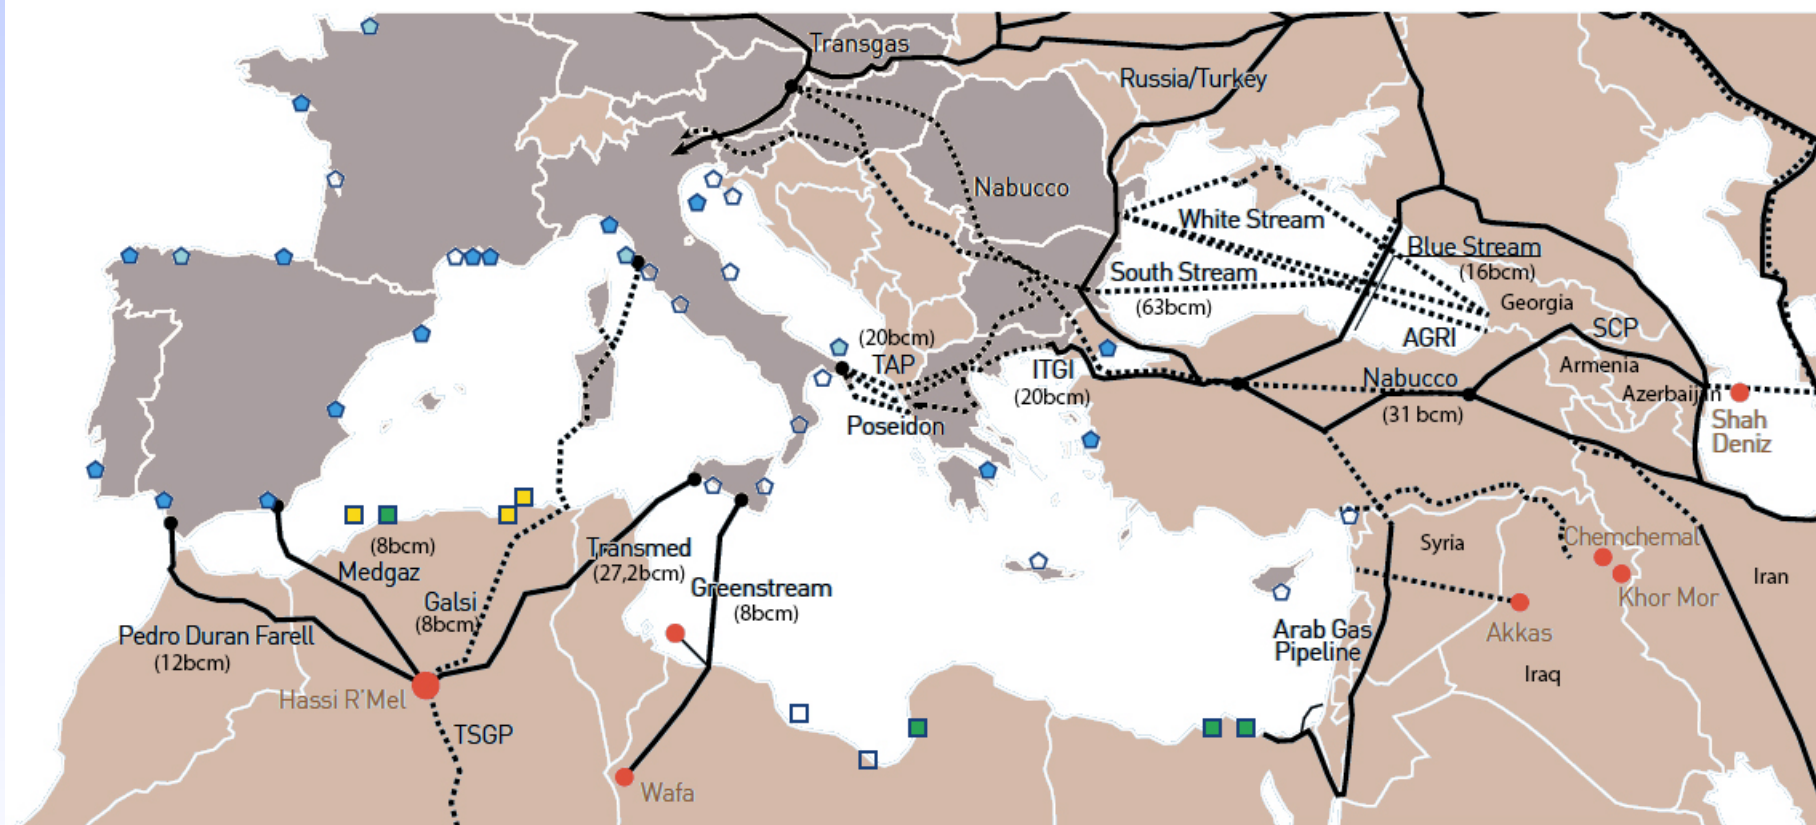 Transgas
Russia/Turkey
Nabucco
White Stream
Blue Stream
(16bcm)
South Stream
(63bcm)
Georgia
SCP
AGRI
(20bcm)
TAP
ITGI
(20bcm)
Armenia
Nabucco
(31 bcm)
Azerbaijan
Shah
Deniz
Poseidon
(8bcm)
Medgaz
Transmed
(27,2bcm)
Greenstream
(8bcm)
Galsi
(8bcm)
Pedro Duran Farell
(12bcm)
Hassi R'Mel
TSGP
Wafa
Syria
Chemchemal
Khor Mor
Iran
Akkas
Arab Gas
Pipeline
Iraq